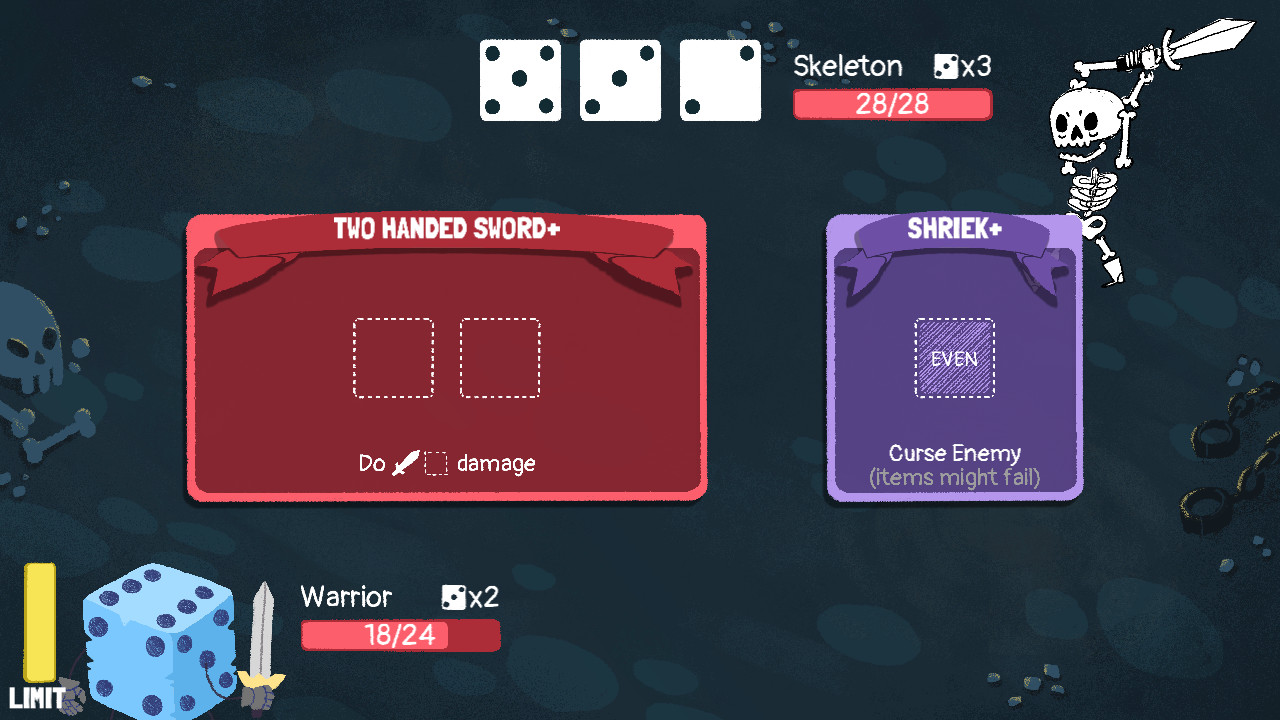 Skeleton x3
28/28
TWO HANDED SWORD+
Do damage
SHRIEK+
EVEN
Curse Enemy
(items might fail)
Warrior x2
18/24
LIMIT